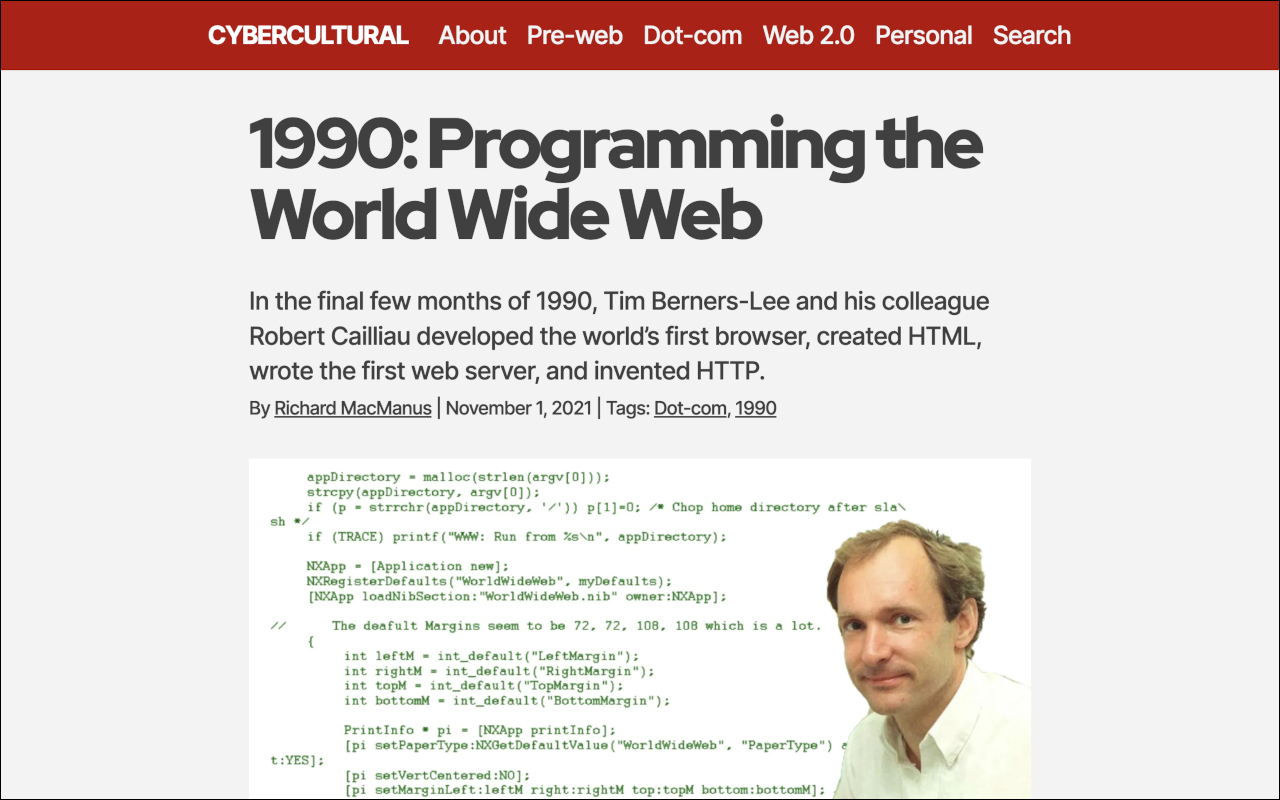 CYBERCULTURAL About Pre-web Dot-com Web 2.0 Personal Search
1990: Programming the
World Wide Web
In the final few months of 1990, Tim Berners-Lee and his colleague
Robert Cailliau developed the world’s first browser, created HTML,
wrote the first web server, and invented HTTP.
By Richard MacManus | November 1, 2021 | Tags: Dot-com, 1990
appDirectory = malloc(strlen(argv[0]));
strcpy(appDirectory, argv[0]);
if (p = strrchr(appDirectory, '/')) p[1]=0; /* Chop home directory after sla\
sh */
if (TRACE) printf("WWW: Run from %s\n", appDirectory);
NXApp = [Application new];
NXRegisterDefaults("WorldWideWeb", myDefaults);
[NXApp loadNibSection:"WorldWideWeb.nib" owner:NXApp];
// The deafult Margins seem to be 72, 72, 108, 108 which is a lot.
{
int leftM = int_default("LeftMargin");
int rightM = int_default("RightMargin");
int topM = int_default("TopMargin");
int bottomM = int_default("BottomMargin");
PrintInfo * pi = [NXApp printInfo];
[pi setPaperType:NXGetDefaultValue("WorldWideWeb", "PaperType")
t:YES];
[pi setVertCentered:NO];
[pi setMarginLeft:leftM right:rightM top:topM bottom:bottomM];